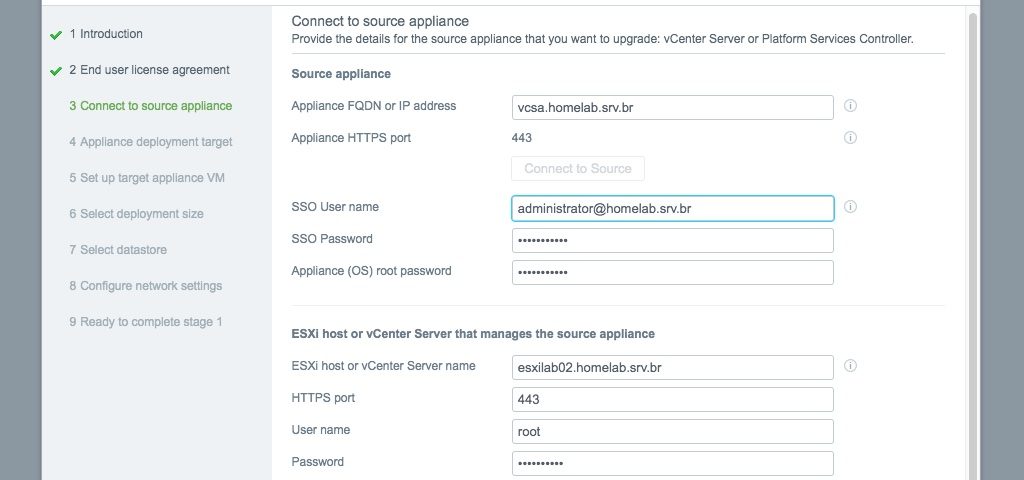 1 Introduction
2 End user license agreement
3 Connect to source appliance
4 Appliance deployment target
5 Set up target appliance VM
6 Select deployment size
7 Select datastore
8 Configure network settings
9 Ready to complete stage 1
Connect to source appliance
Provide the details for the source appliance that you want to upgrade: vCenter Server or Platform Services Controller.
Source appliance
Appliance FQDN or IP address vcsa.homelab.srv.br
Appliance HTTPS port 443
Connect to Source
SSO User name administrator@homelab.srv.br
SSO Password •••••••••••
Appliance (OS) root password •••••••••••
ESXi host or vCenter Server that manages the source appliance
ESXi host or vCenter Server name esxilab02.homelab.srv.br
HTTPS port 443
User name root
Password ••••••••••